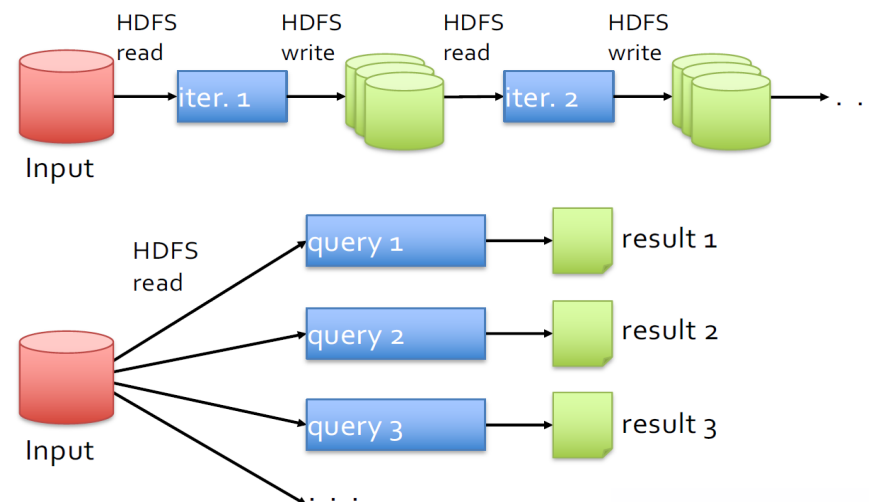 HDFS
read
HDFS
write
HDFS
read
HDFS
write
iter. 1
iter. 2
. .
Input
HDFS
read
query 1
result 1
query 2
result 2
query 3
result 3
Input
. . .